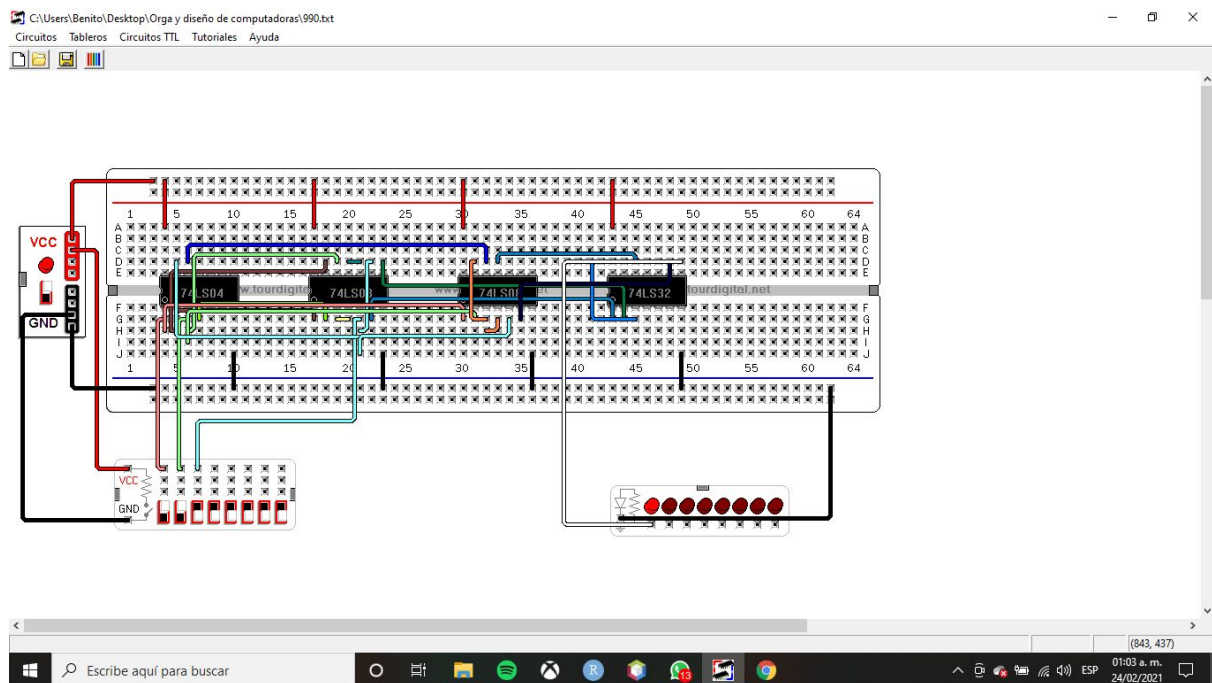 C:\Users\Benito\Desktop\Orga y diseño de computadoras\990.txt
Circuitos Tableros Circuitos TTL Tutoriales Ayuda
1 5 10 15 20 25 30 35 40 45 50 55 60 64
A A
B B
C C
D D
E E
VCC
74LS04 74LS32 tourdigital.net
GND
F F
G G
H H
I I
J J
1 5 10 15 20 25 30 35 40 45 50 55 60 64
VCC
GND
(843, 437)
Escribe aquí para buscar
R
13
ESP
01:03 a. m.
24/02/2021